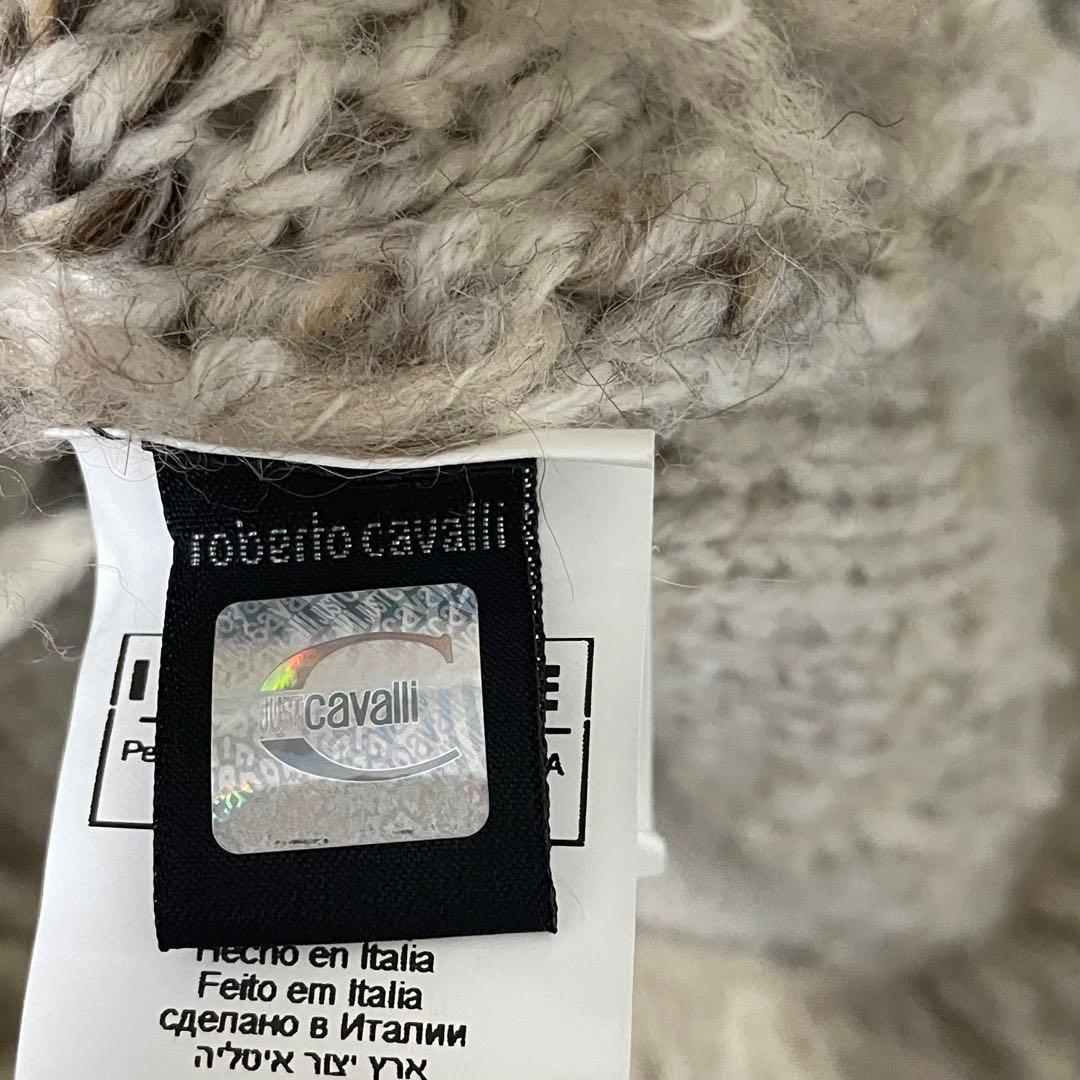 roberto cavalli
JUST cavalli
Hecho en Italia
Feito em Italia
сделано в Италии
ארץ יצור איטליה